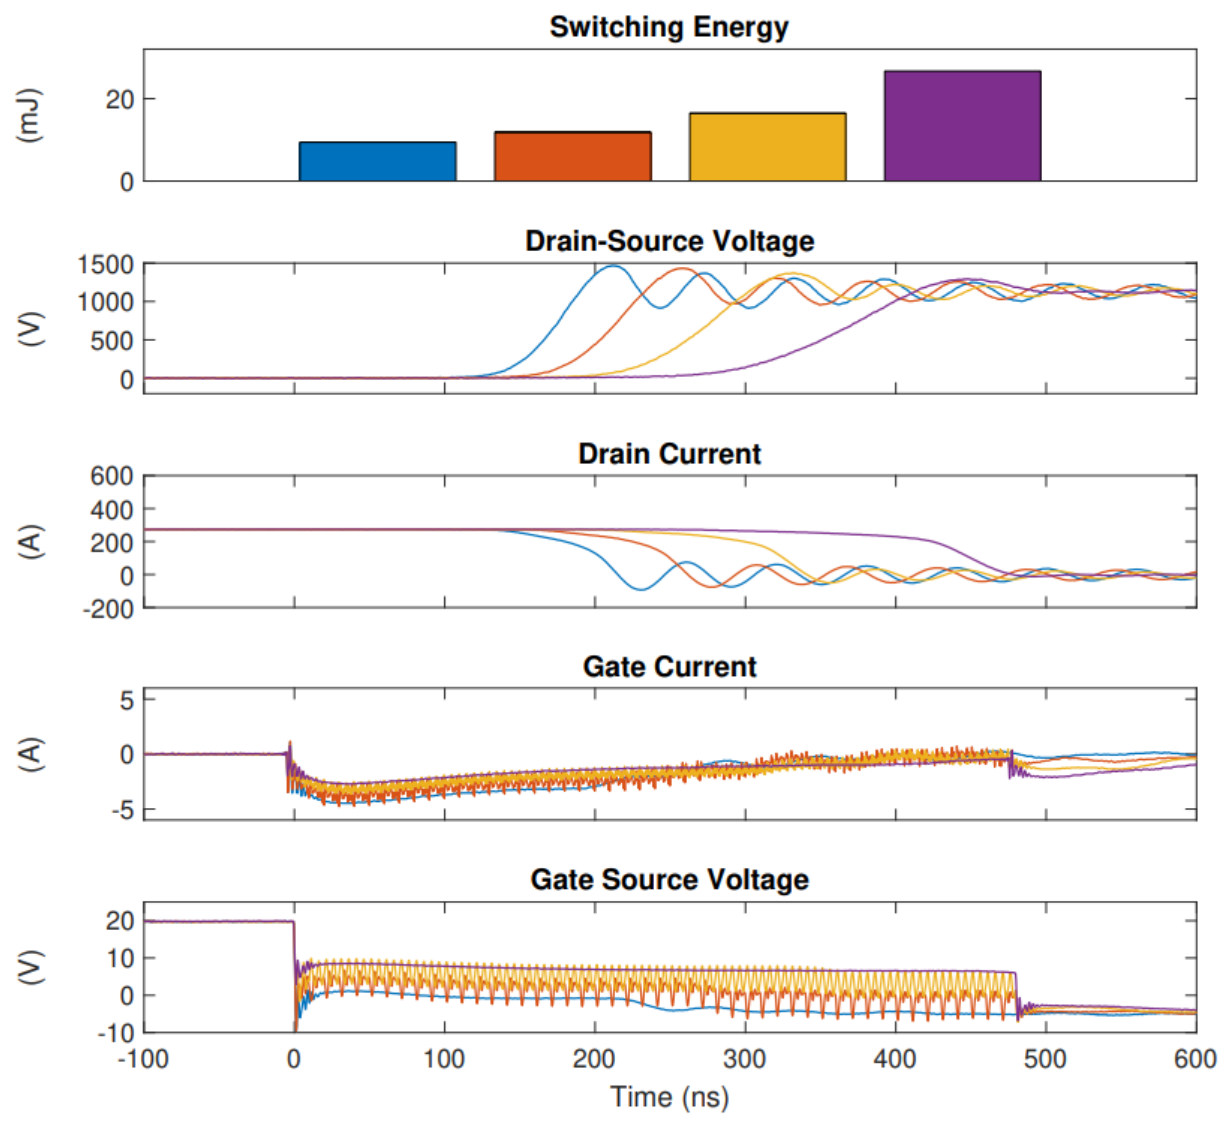 Switching Energy
(mJ)
20
0
Drain-Source Voltage
(V)
1500
1000
500
0
Drain Current
(A)
600
400
200
0
-200
Gate Current
(A)
5
0
-5
Gate Source Voltage
(V)
20
10
0
-10
-100 0 100 200 300 400 500 600
Time (ns)